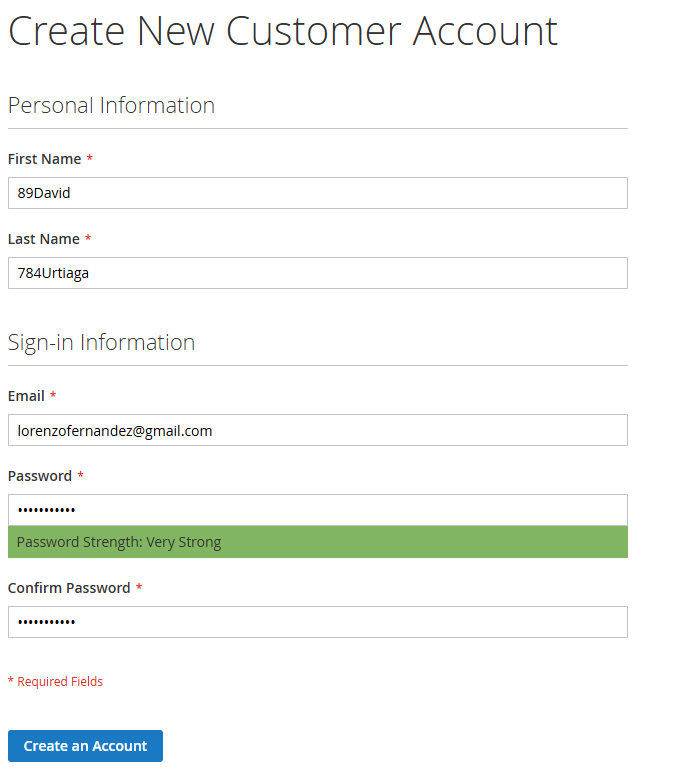 Create New Customer Account
Personal Information
First Name *
89David
Last Name *
784Urtiaga
Sign-in Information
Email *
lorenzofernandez@gmail.com
Password *
•••••••••••
Password Strength: Very Strong
Confirm Password *
•••••••••••
* Required Fields
Create an Account